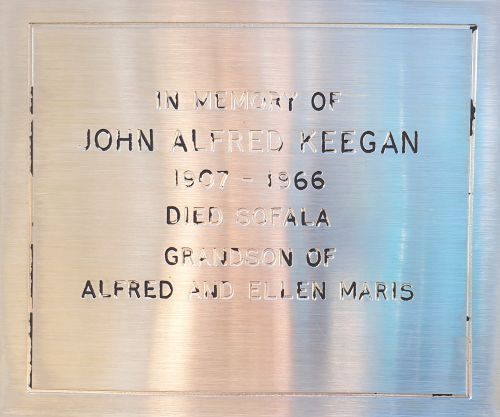 IN MEMORY OF
JOHN ALFRED KEEGAN
1907 - 1966
DIED SOFALA
GRANDSON OF
ALFRED AND ELLEN MARIS